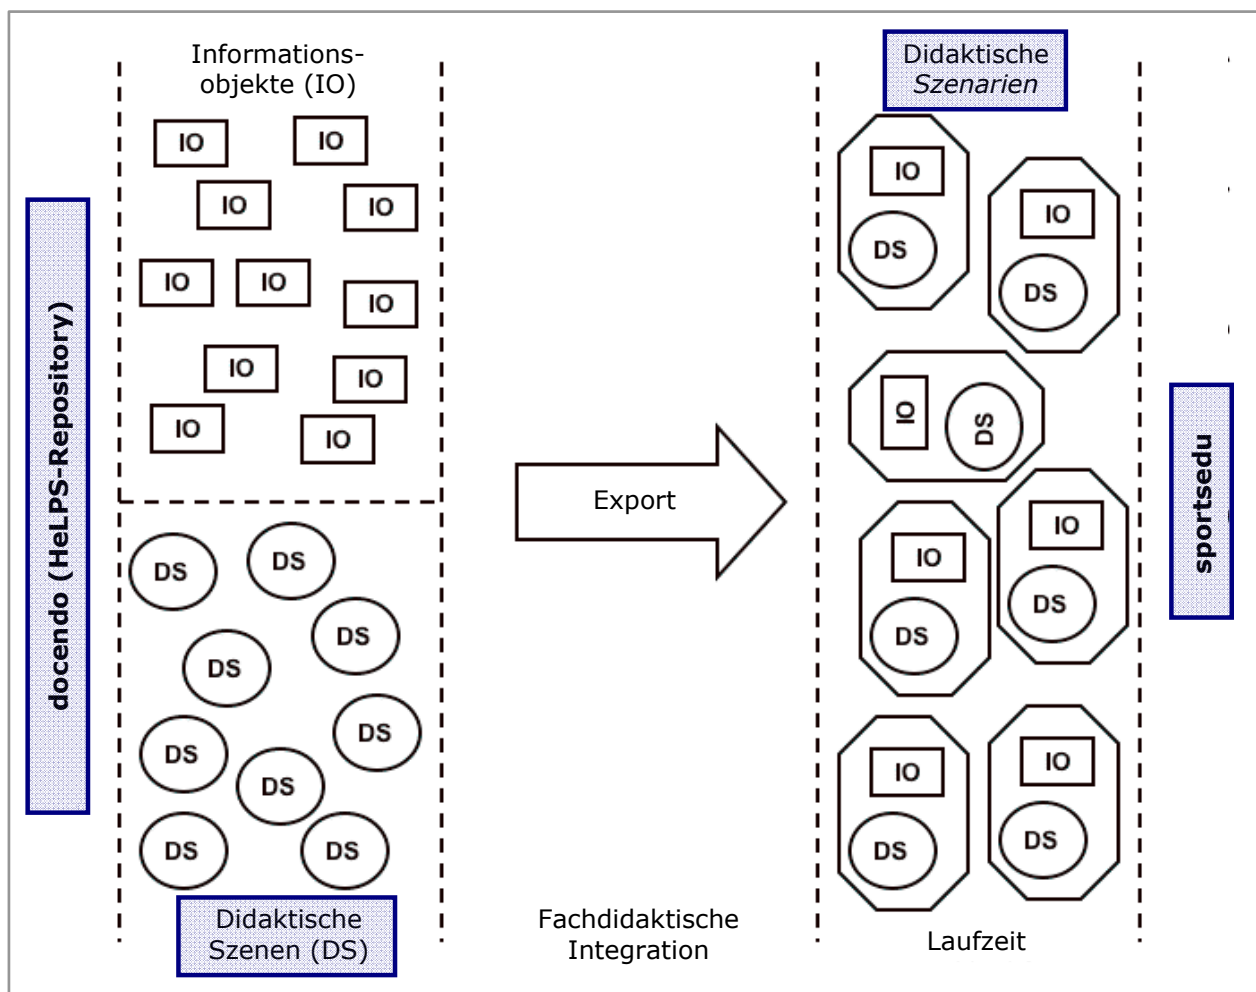 Informations-
objekte (IO)
IO
IO
IO
IO
IO
IO
IO
IO
IO
IO
IO
docendo (HeLPS-Repository)
DS
DS
DS
DS
DS
DS
DS
DS
DS
Didaktische
Szenen (DS)
Export
Fachdidaktische
Integration
Didaktische
Szenarien
IO
DS
IO
DS
IO
DS
IO
DS
IO
DS
IO
DS
IO
DS
Laufzeit
sportsedu